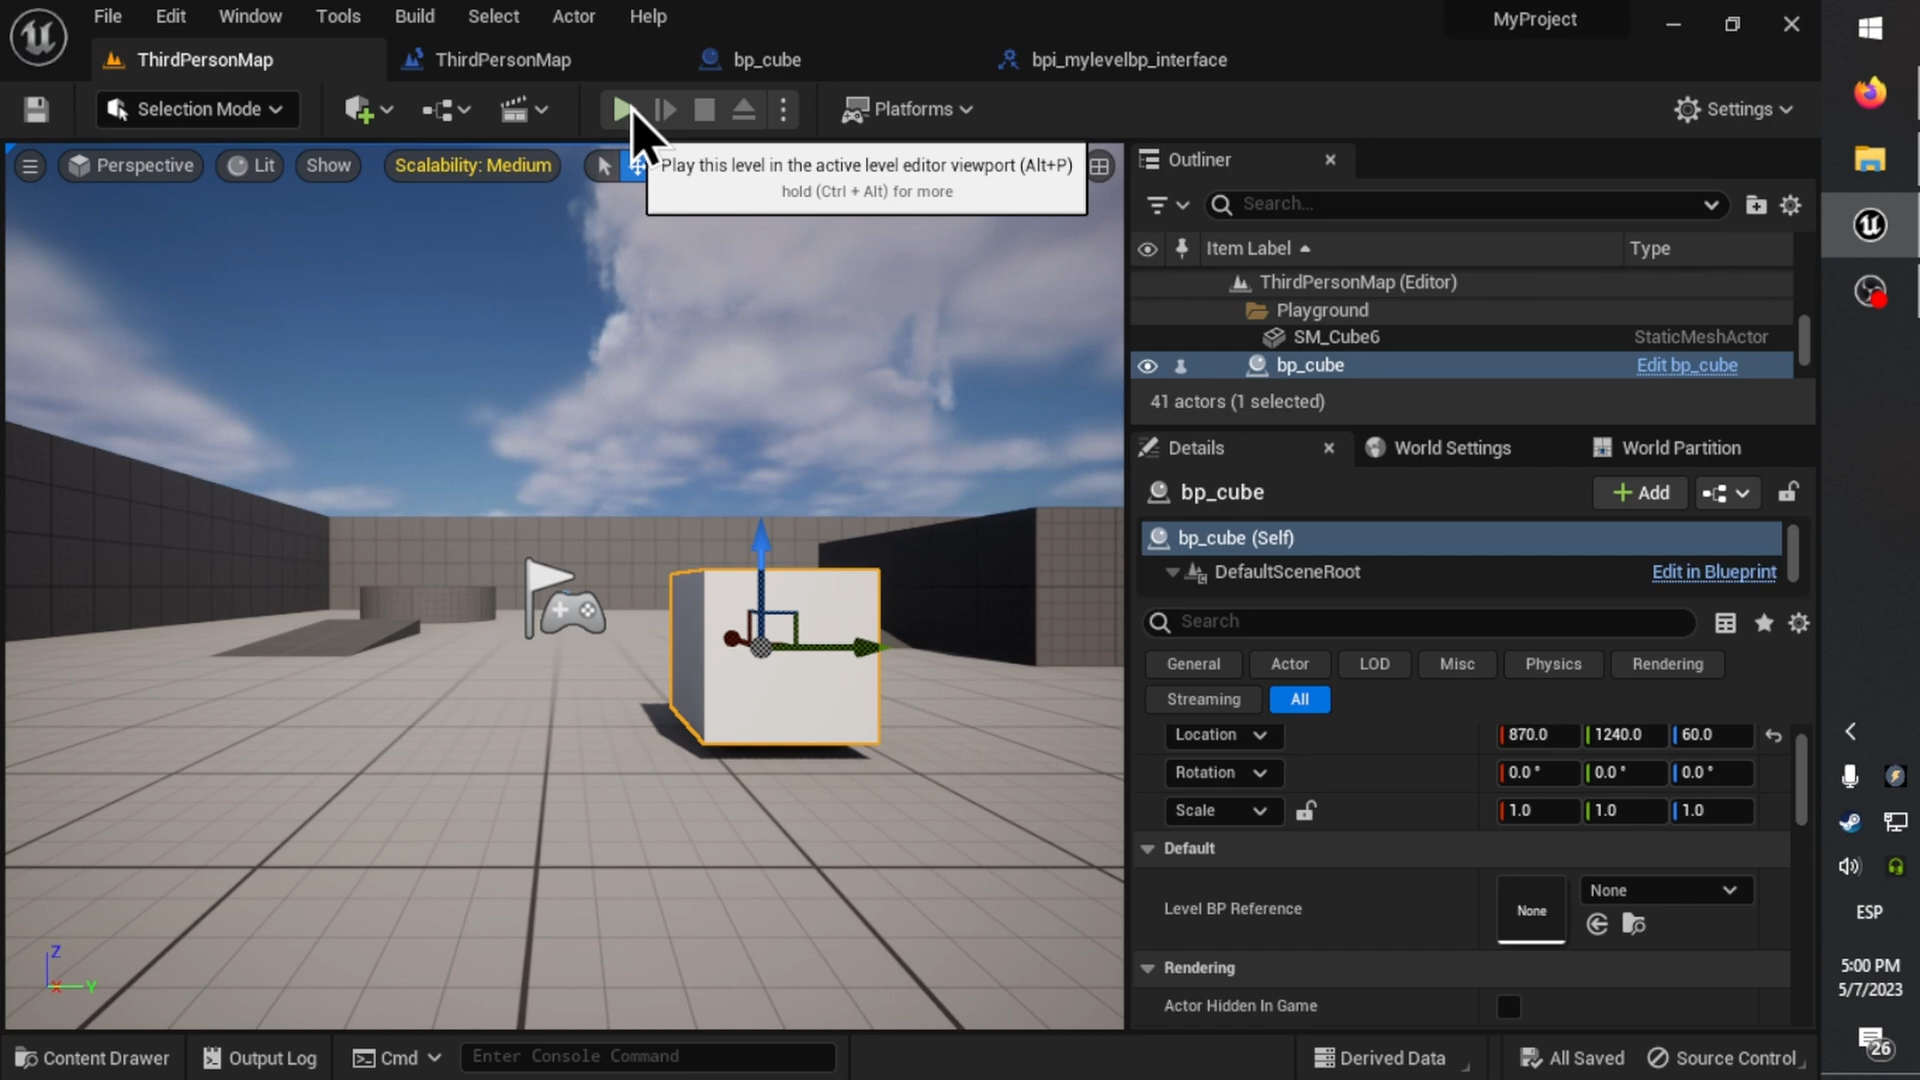 File Edit Window Tools Build Select Actor Help
MyProject
ThirdPersonMap
ThirdPersonMap
bp_cube
bpi_mylevelbp_interface
Selection Mode
Platforms
Settings
Perspective
Lit
Show
Scalability: Medium
Play this level in the active level editor viewport (Alt+P)
hold (Ctrl + Alt) for more
Outliner
Search...
Item Label
Type
ThirdPersonMap (Editor)
Playground
SM_Cube6
StaticMeshActor
bp_cube
Edit bp_cube
41 actors (1 selected)
Details
World Settings
World Partition
bp_cube
Add
bp_cube (Self)
DefaultSceneRoot
Edit in Blueprint
Search
General
Actor
LOD
Misc
Physics
Rendering
Streaming
All
Location
870.0
1240.0
60.0
Rotation
0.0 °
0.0 °
0.0 °
Scale
1.0
1.0
1.0
Default
Level BP Reference
None
None
Rendering
Actor Hidden In Game
Z
X
Y
Content Drawer
Output Log
Cmd
Enter Console Command
Derived Data
All Saved
Source Control
ESP
5:00 PM
5/7/2023
26